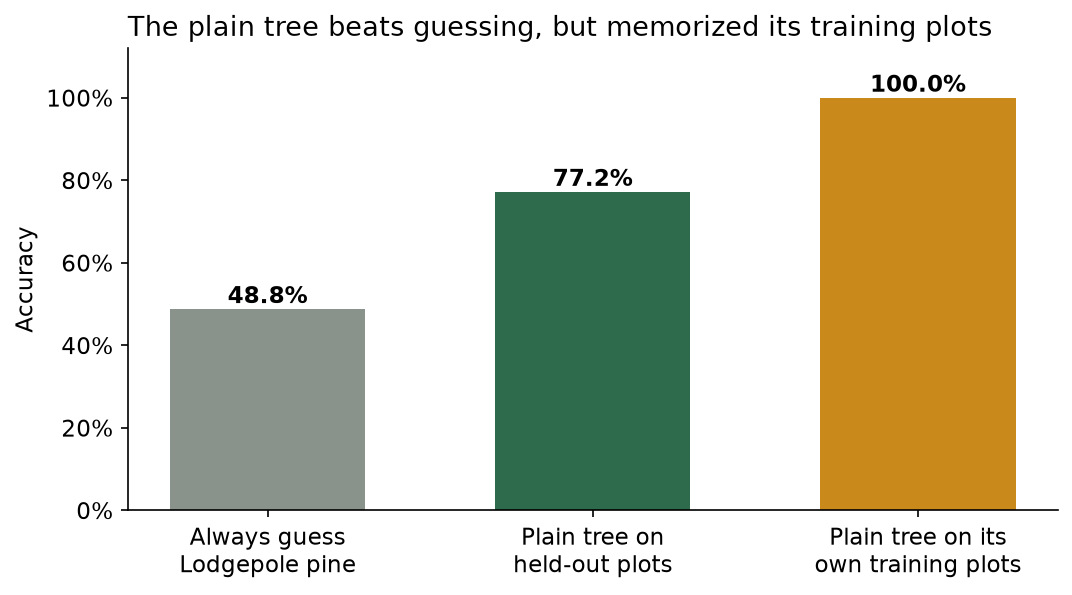 The plain tree beats guessing, but memorized its training plots
100%
80%
60%
40%
20%
0%
Accuracy
48.8%
77.2%
100.0%
Always guess
Lodgepole pine
Plain tree on
held-out plots
Plain tree on its
own training plots